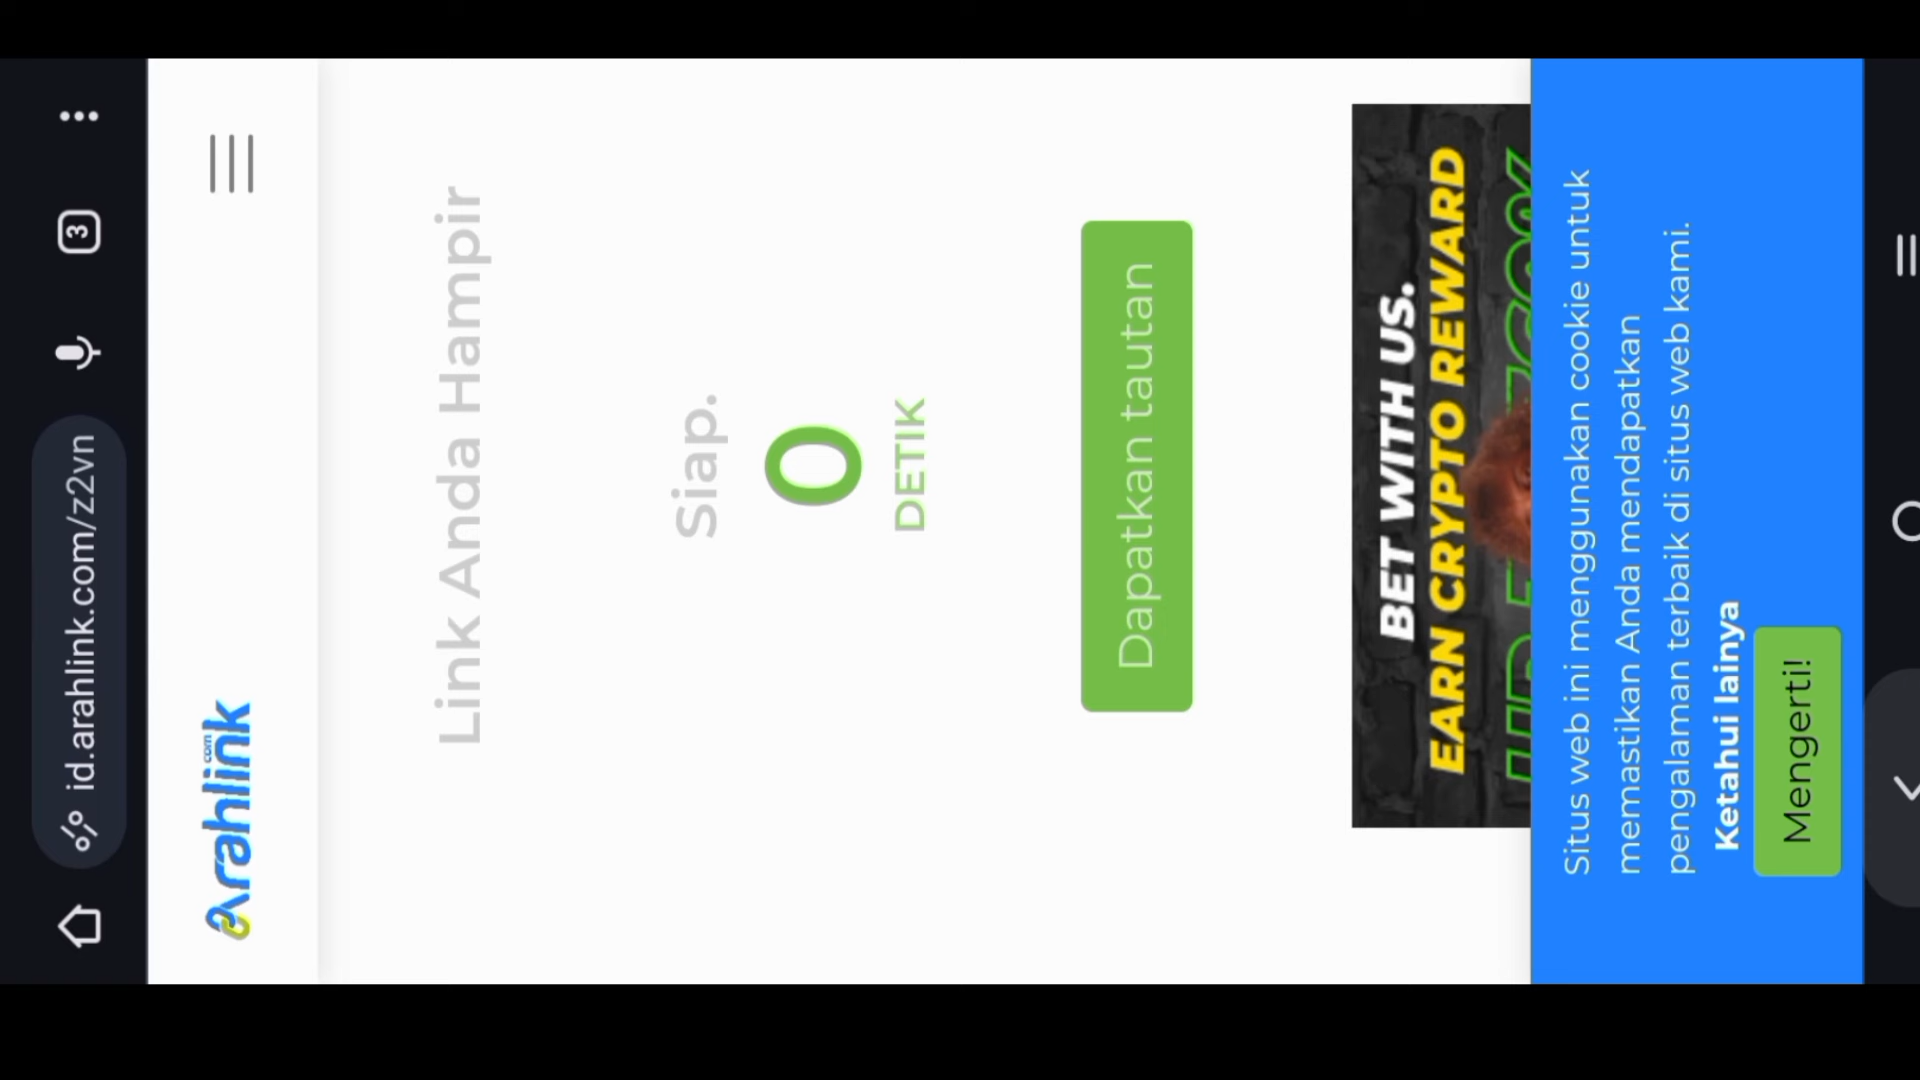 id.arahlink.com/z2vn
3
Arahlink
.com
Link Anda Hampir
Siap.
0
DETIK
Dapatkan tautan
BET WITH US.
EARN CRYPTO REWARD
Situs web ini menggunakan cookie untuk
memastikan Anda mendapatkan
pengalaman terbaik di situs web kami.
Ketahui lainya
Mengerti!